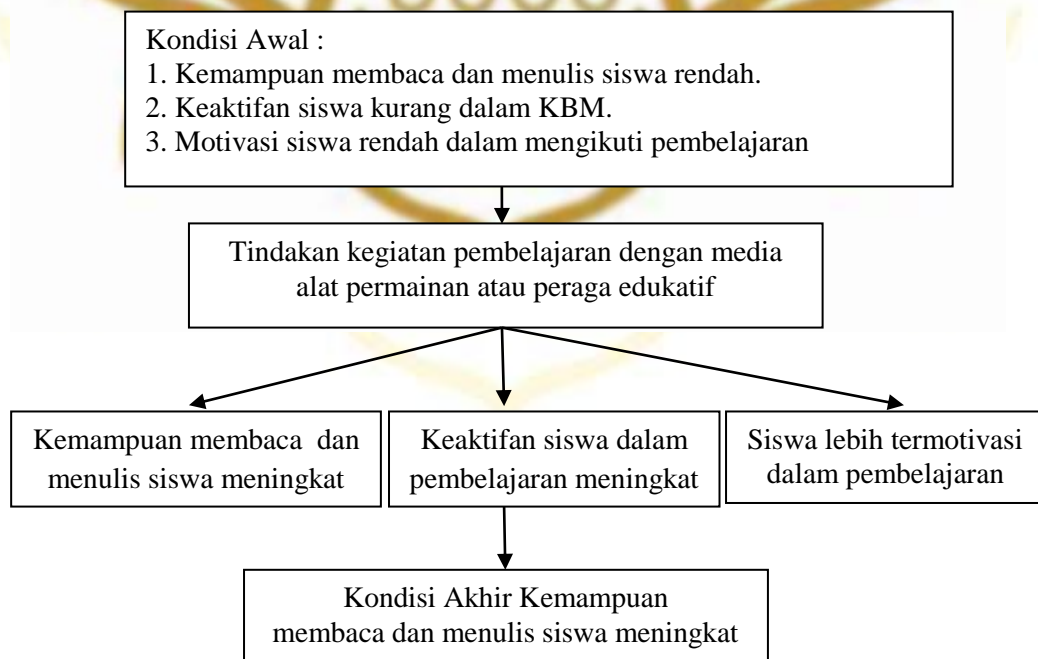 Kondisi Awal :
1. Kemampuan membaca dan menulis siswa rendah.
2. Keaktifan siswa kurang dalam KBM.
3. Motivasi siswa rendah dalam mengikuti pembelajaran
Tindakan kegiatan pembelajaran dengan media
alat permainan atau peraga edukatif
Kemampuan membaca dan
menulis siswa meningkat
Keaktifan siswa dalam
pembelajaran meningkat
Siswa lebih termotivasi
dalam pembelajaran
Kondisi Akhir Kemampuan
membaca dan menulis siswa meningkat